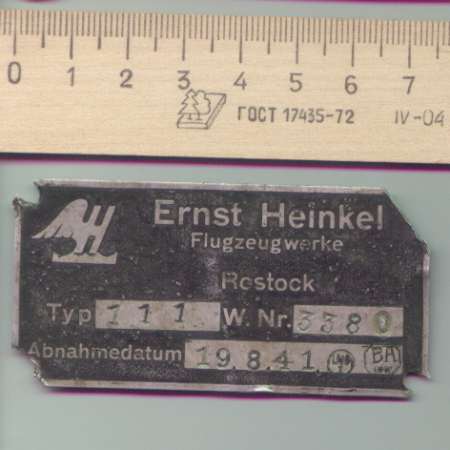 0 1 2 3 4 5 6 7
ГОСТ 17435-72 IV-04
Ernst Heinkel
Flugzeugwerke
Rostock
Typ 111 W. Nr. 3380
Abnahmedatum 19.8.41.